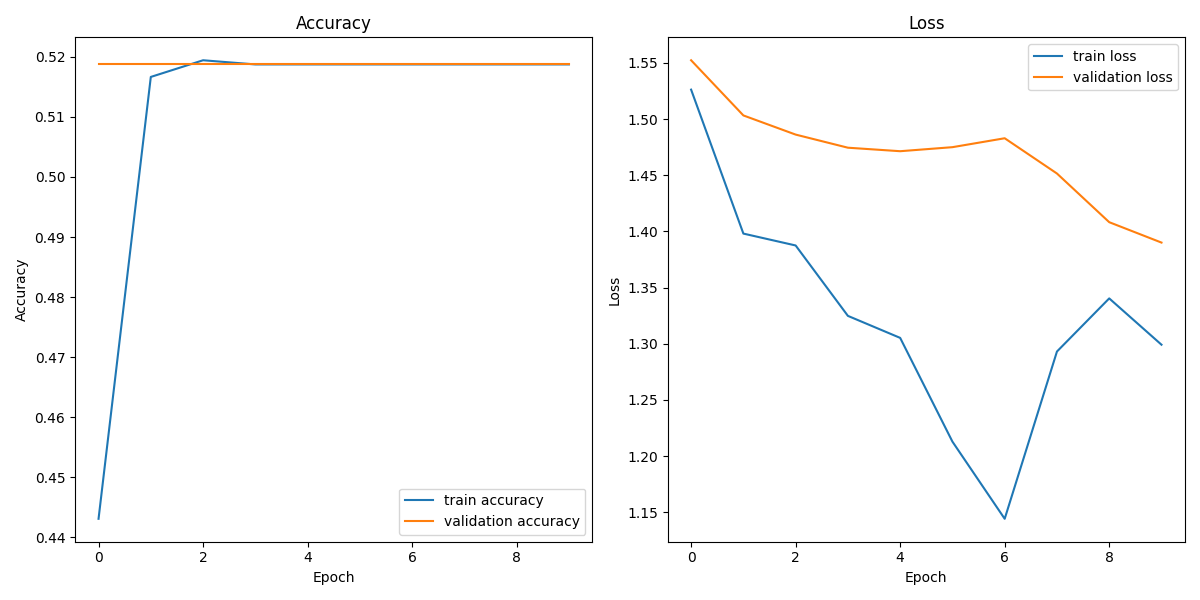 Accuracy
0.52
0.51
0.50
0.49
0.48
0.47
0.46
0.45
0.44
Accuracy
0 2 4 6 8
Epoch
train accuracy
validation accuracy
Loss
1.55
1.50
1.45
1.40
1.35
1.30
1.25
1.20
1.15
Loss
0 2 4 6 8
Epoch
train loss
validation loss